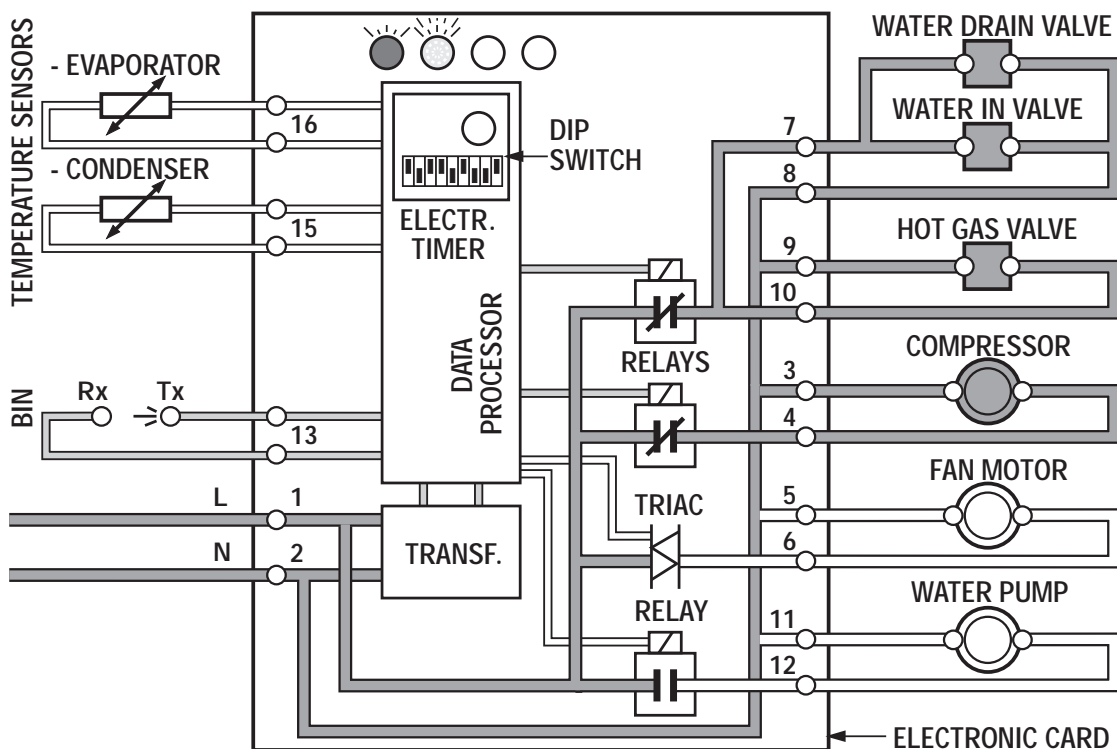 TEMPERATURE SENSORS
- EVAPORATOR
16
- CONDENSER
15
BIN
Rx
Tx
13
L
1
N
2
DIP
SWITCH
ELECTR.
TIMER
DATA
PROCESSOR
TRANSF.
RELAYS
TRIAC
RELAY
WATER DRAIN VALVE
WATER IN VALVE
7
8
HOT GAS VALVE
9
10
COMPRESSOR
3
4
FAN MOTOR
5
6
WATER PUMP
11
12
ELECTRONIC CARD